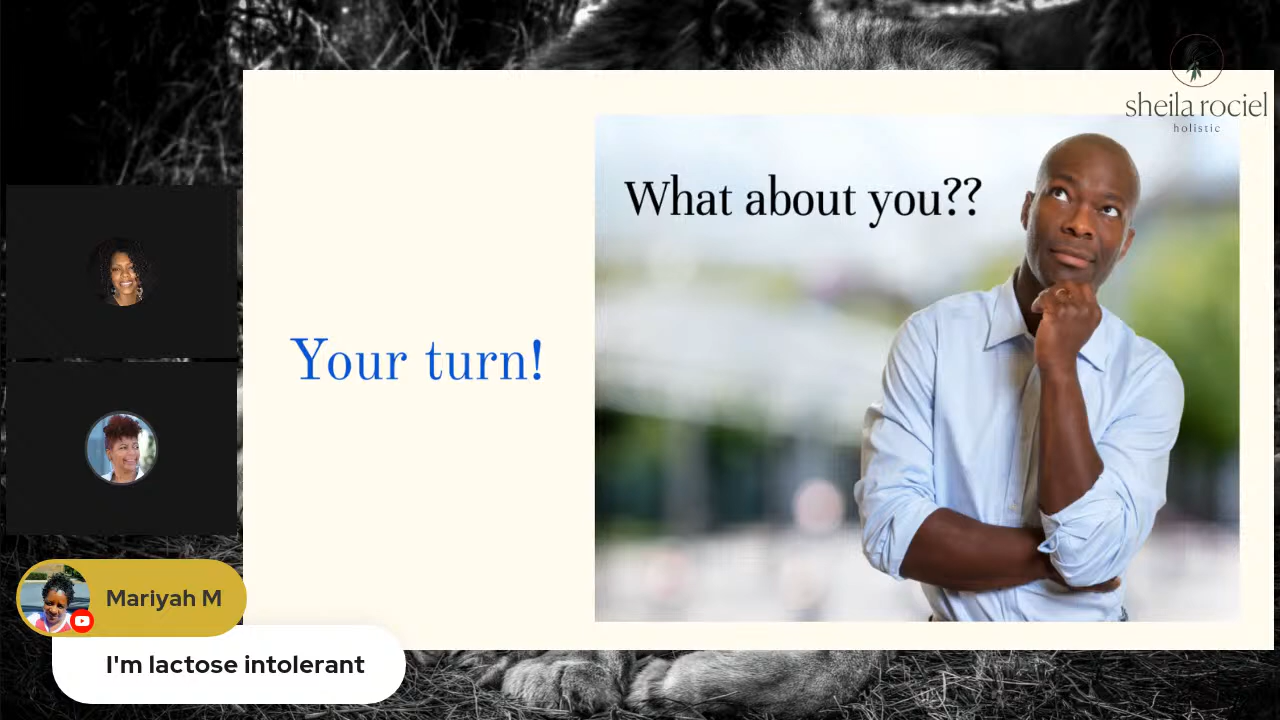 sheila rociel
holistic
What about you??
Your turn!
Mariyah M
I'm lactose intolerant